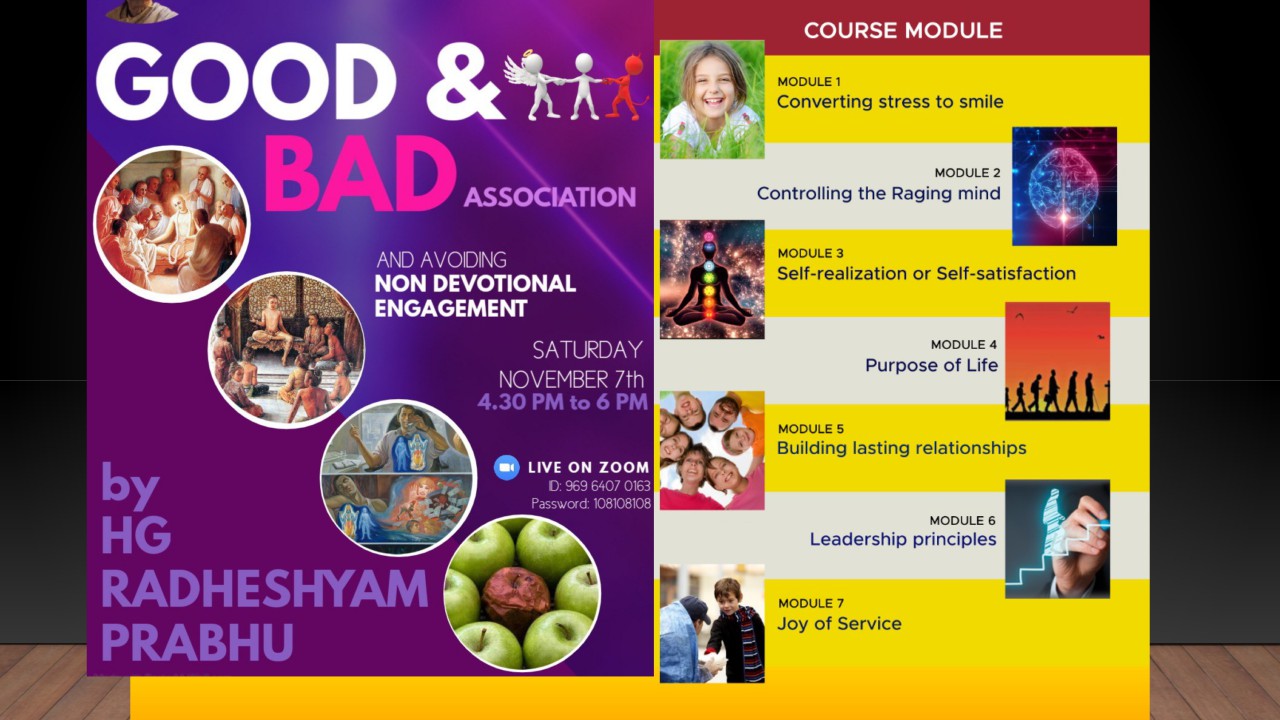 GOOD &
BAD ASSOCIATION
AND AVOIDING
NON DEVOTIONAL
ENGAGEMENT
SATURDAY
NOVEMBER 7th
4.30 PM to 6 PM
LIVE ON ZOOM
ID: 969 6407 0163
Password: 108108108
by
HG
RADHESHYAM
PRABHU
COURSE MODULE
MODULE 1
Converting stress to smile
MODULE 2
Controlling the Raging mind
MODULE 3
Self-realization or Self-satisfaction
MODULE 4
Purpose of Life
MODULE 5
Building lasting relationships
MODULE 6
Leadership principles
MODULE 7
Joy of Service